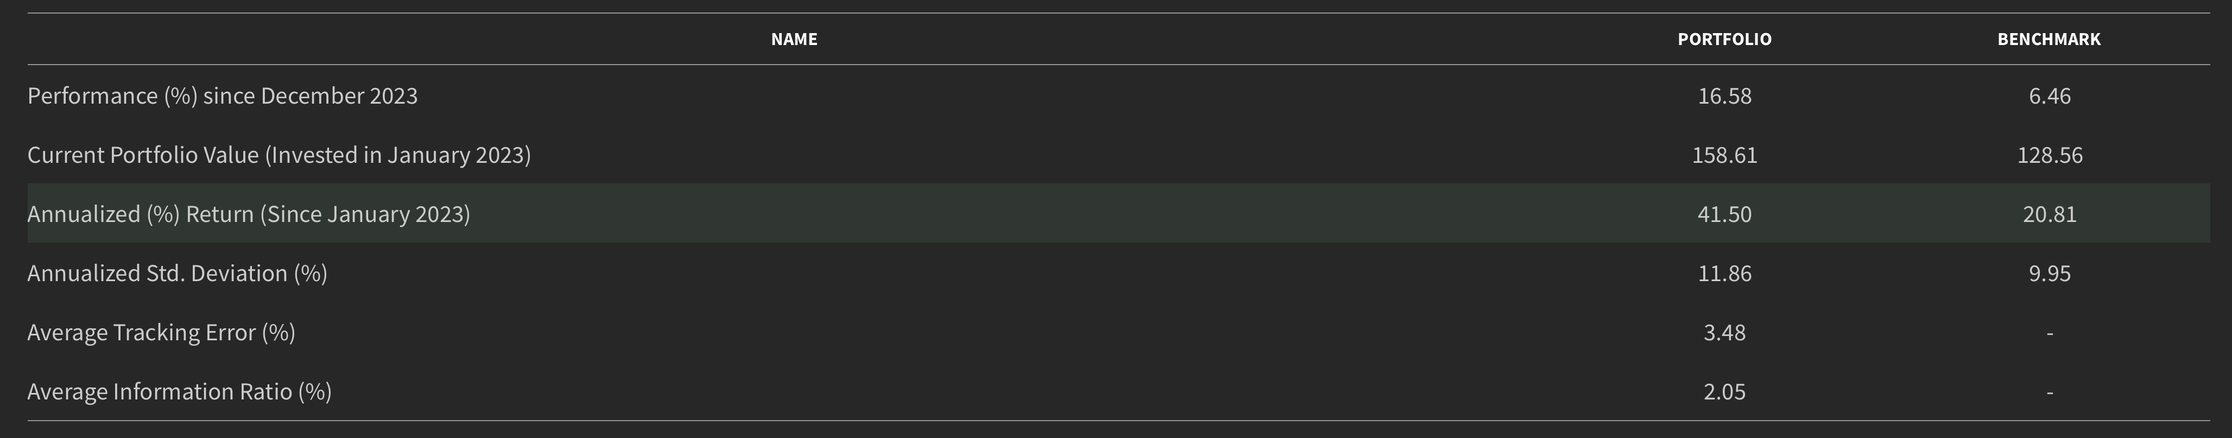 NAME PORTFOLIO BENCHMARK
Performance (%) since December 2023 16.58 6.46
Current Portfolio Value (Invested in January 2023) 158.61 128.56
Annualized (%) Return (Since January 2023) 41.50 20.81
Annualized Std. Deviation (%) 11.86 9.95
Average Tracking Error (%) 3.48 -
Average Information Ratio (%) 2.05 -